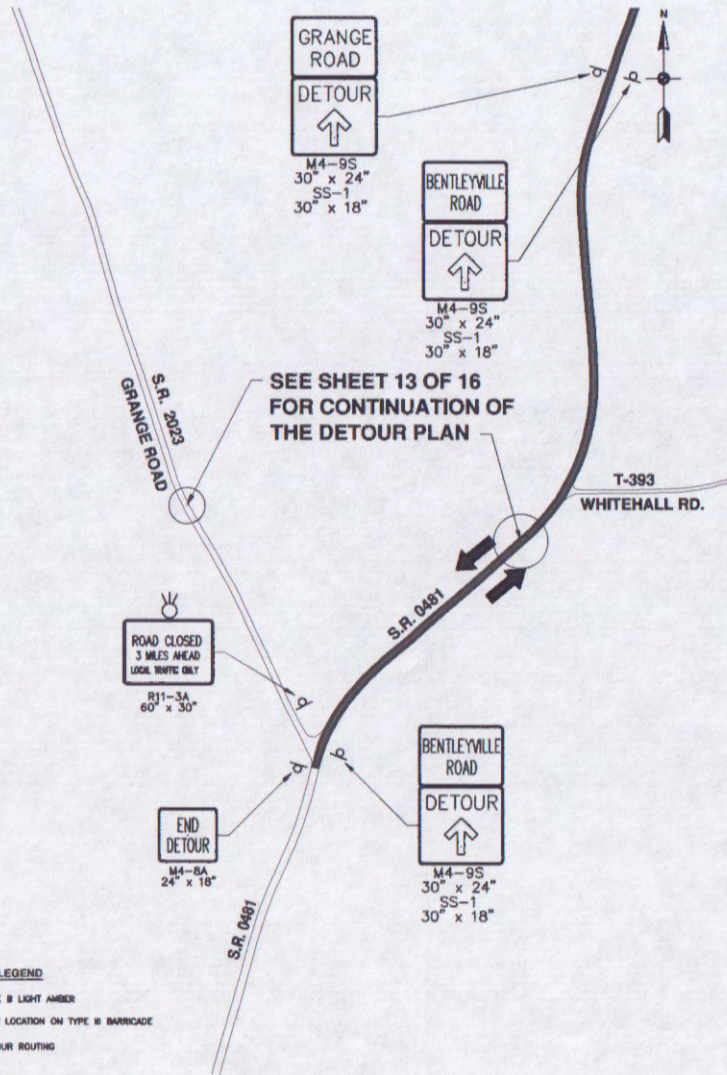 GRANGE
ROAD
DETOUR
M4-9S
30" x 24"
SS-1
30" x 18"
N
BENTLEYVILLE
ROAD
DETOUR
M4-9S
30" x 24"
SS-1
30" x 18"
SEE SHEET 13 OF 16
FOR CONTINUATION OF
THE DETOUR PLAN
S.R. 2023
GRANGE ROAD
T-393
WHITEHALL RD.
S.R. 0481
ROAD CLOSED
3 MILES AHEAD
LOCAL TRAFFIC ONLY
R11-3A
60" x 30"
BENTLEYVILLE
ROAD
DETOUR
M4-9S
30" x 24"
SS-1
30" x 18"
END
DETOUR
M4-8A
24" x 18"
S.R. 0481
LEGEND
E B LIGHT AMBER
LOCATION ON TYPE III BARRICADE
UR ROUTING